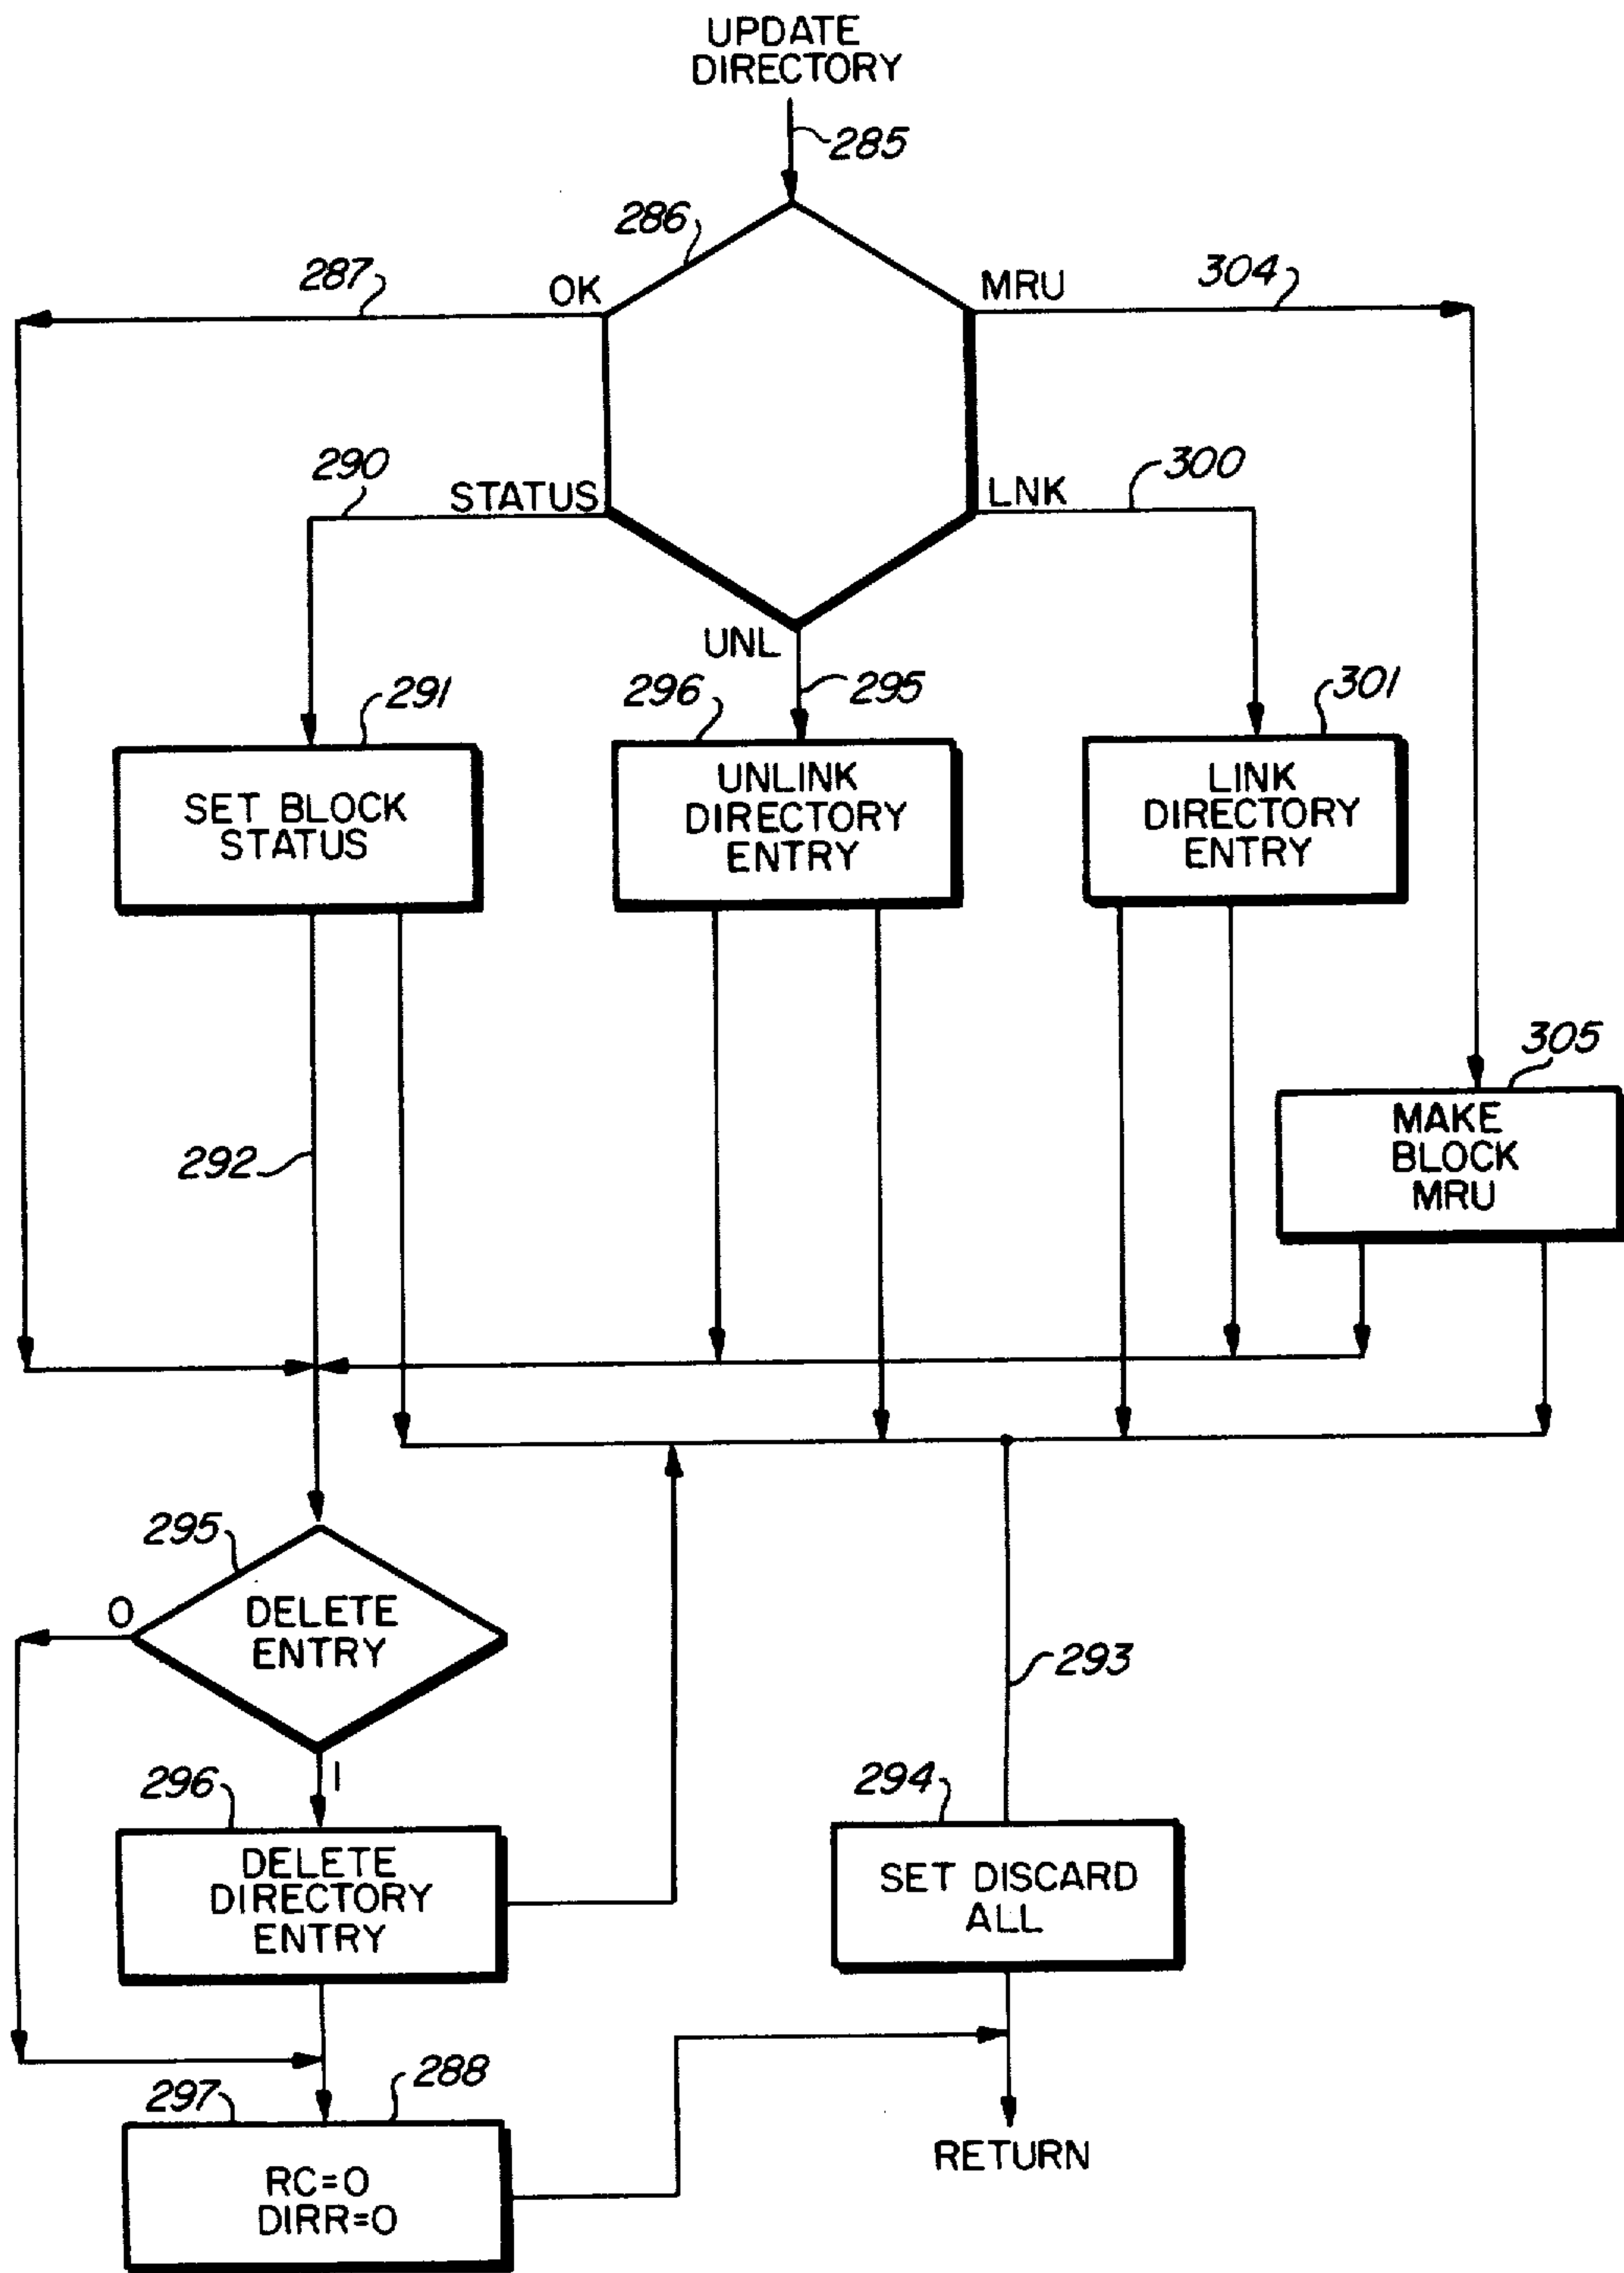 UPDATE
DIRECTORY
285
286
287
OK
MRU
304
290
STATUS
LNK
300
UNL
295
291
296
301
SET BLOCK
STATUS
UNLINK
DIRECTORY
ENTRY
LINK
DIRECTORY
ENTRY
305
MAKE
BLOCK
MRU
292
295
O
DELETE
ENTRY
293
1
296
294
DELETE
DIRECTORY
ENTRY
SET DISCARD
ALL
297
288
RC=0
DIRR=0
RETURN